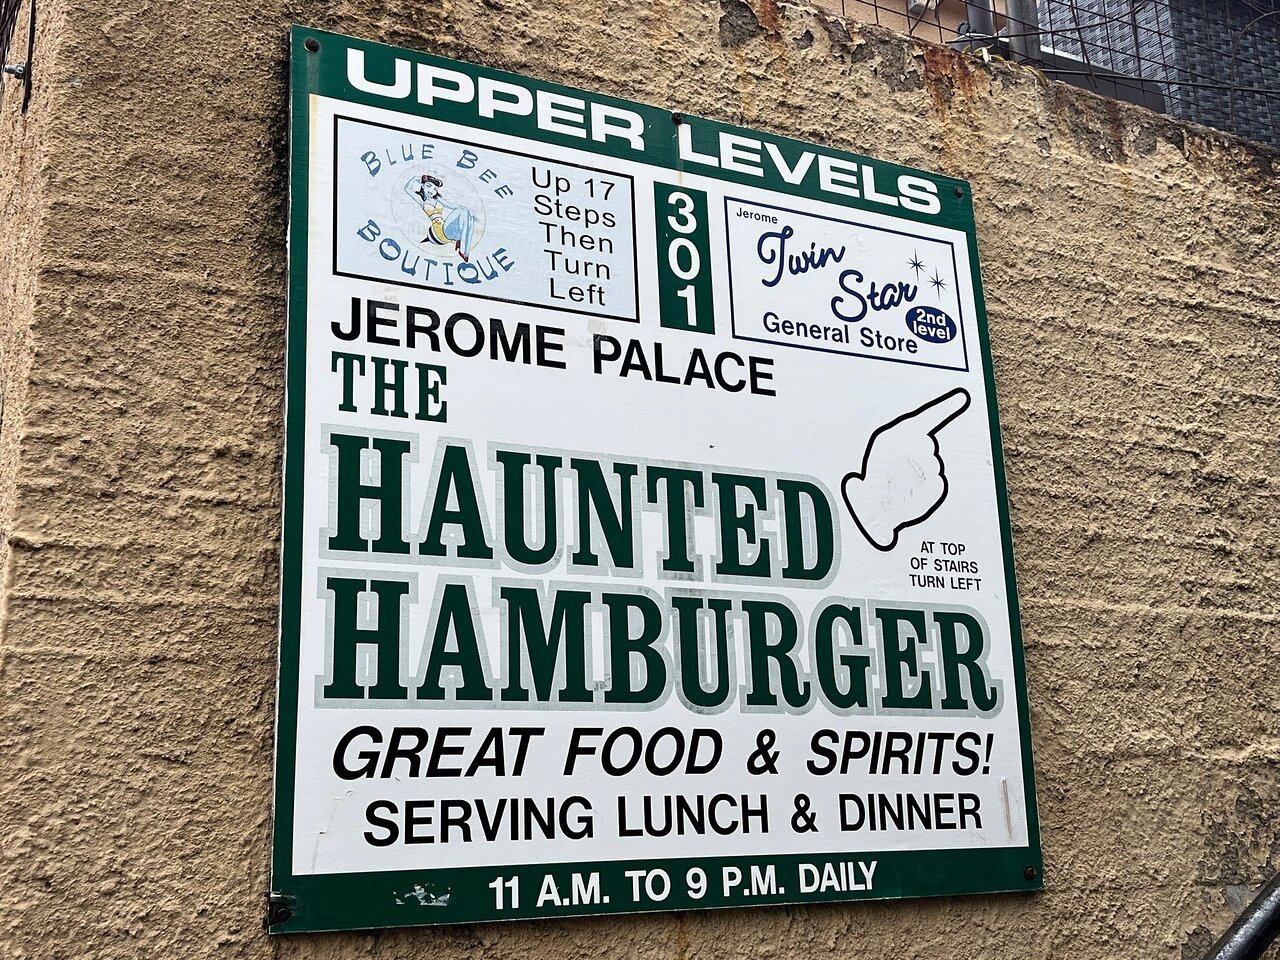 UPPER LEVELS
BLUE BEE
BOUTIQUE
Up 17
Steps
Then
Turn
Left
301
Jerome
Twin
Star
General Store
2nd
level
JEROME PALACE
THE
HAUNTED
HAMBURGER
AT TOP
OF STAIRS
TURN LEFT
GREAT FOOD & SPIRITS!
SERVING LUNCH & DINNER
11 A.M. TO 9 P.M. DAILY